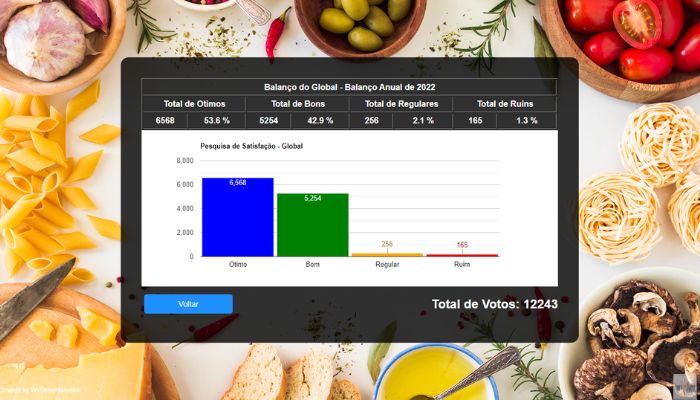 Balanço do Global - Balanço Anual de 2022
Total de Otimos Total de Bons Total de Regulares Total de Ruins
6568 53.6 % 5254 42.9 % 256 2.1 % 165 1.3 %
Pesquisa de Satisfação - Global
8,000
6,000
4,000
2,000
0
6,568
5,254
256
165
Otimo Bom Regular Ruim
Voltar
Total de Votos: 12243